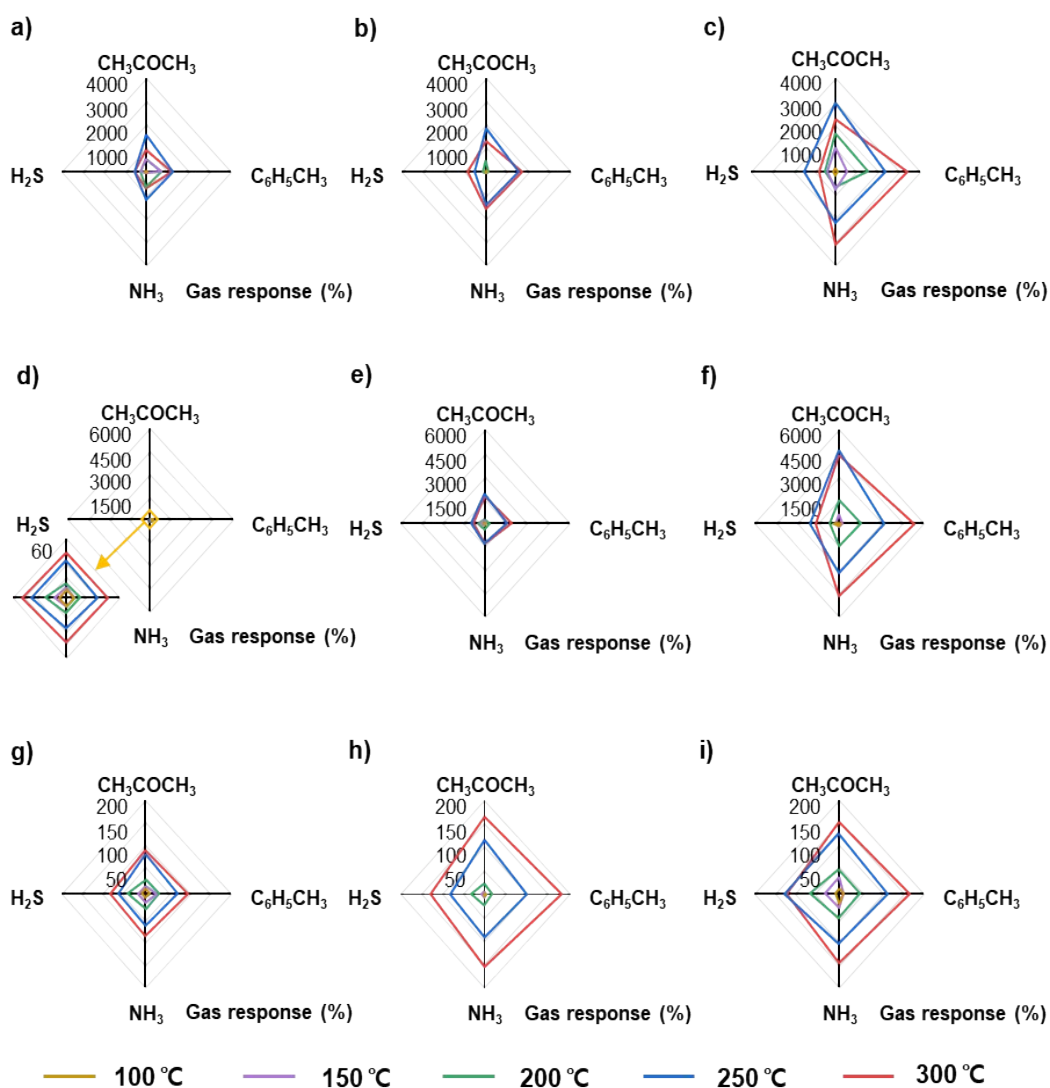 a)
CH₃COCH₃
4000
3000
2000
1000
H₂S
C₆H₅CH₃
NH₃ Gas response (%)
b)
CH₃COCH₃
4000
3000
2000
1000
H₂S
C₆H₅CH₃
NH₃ Gas response (%)
c)
CH₃COCH₃
4000
3000
2000
1000
H₂S
C₆H₅CH₃
NH₃ Gas response (%)
d)
CH₃COCH₃
6000
4500
3000
1500
H₂S
C₆H₅CH₃
60
NH₃ Gas response (%)
e)
CH₃COCH₃
6000
4500
3000
1500
H₂S
C₆H₅CH₃
NH₃ Gas response (%)
f)
CH₃COCH₃
6000
4500
3000
1500
H₂S
C₆H₅CH₃
NH₃ Gas response (%)
g)
CH₃COCH₃
200
150
100
50
H₂S
C₆H₅CH₃
NH₃ Gas response (%)
h)
CH₃COCH₃
200
150
100
50
H₂S
C₆H₅CH₃
NH₃ Gas response (%)
i)
CH₃COCH₃
200
150
100
50
H₂S
C₆H₅CH₃
NH₃ Gas response (%)
100 ℃ 150 ℃ 200 ℃ 250 ℃ 300 ℃